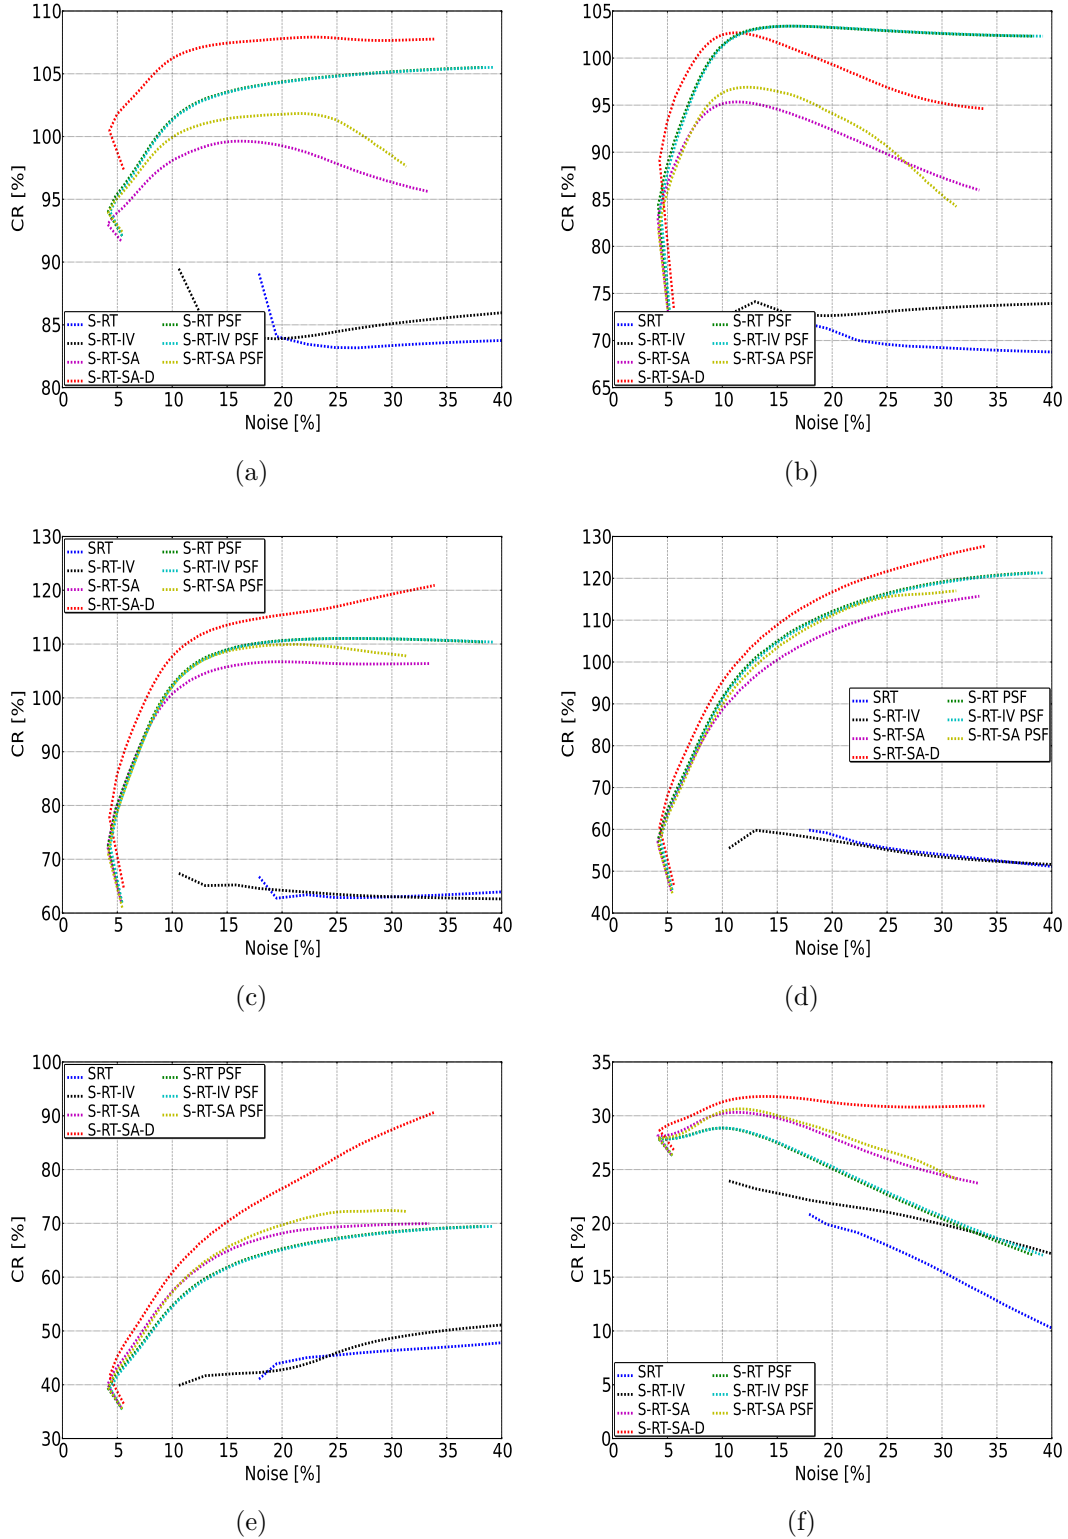 110
105
100
95
90
85
80
CR [%]
S-RT
S-RT-IV
S-RT-SA
S-RT-SA-D
S-RT PSF
S-RT-IV PSF
S-RT-SA PSF
0 5 10 15 20 25 30 35 40
Noise [%]
(a)
105
100
95
90
85
80
75
70
65
CR [%]
SRT
S-RT-IV
S-RT-SA
S-RT-SA-D
S-RT PSF
S-RT-IV PSF
S-RT-SA PSF
0 5 10 15 20 25 30 35 40
Noise [%]
(b)
130
120
110
100
90
80
70
60
CR [%]
SRT
S-RT-IV
S-RT-SA
S-RT-SA-D
S-RT PSF
S-RT-IV PSF
S-RT-SA PSF
0 5 10 15 20 25 30 35 40
Noise [%]
(c)
130
120
110
100
90
80
70
60
50
40
CR [%]
SRT
S-RT-IV
S-RT-SA
S-RT-SA-D
S-RT PSF
S-RT-IV PSF
S-RT-SA PSF
0 5 10 15 20 25 30 35 40
Noise [%]
(d)
100
90
80
70
60
50
40
30
CR [%]
SRT
S-RT-IV
S-RT-SA
S-RT-SA-D
S-RT PSF
S-RT-IV PSF
S-RT-SA PSF
0 5 10 15 20 25 30 35 40
Noise [%]
(e)
35
30
25
20
15
10
5
0
CR [%]
SRT
S-RT-IV
S-RT-SA
S-RT-SA-D
S-RT PSF
S-RT-IV PSF
S-RT-SA PSF
0 5 10 15 20 25 30 35 40
Noise [%]
(f)